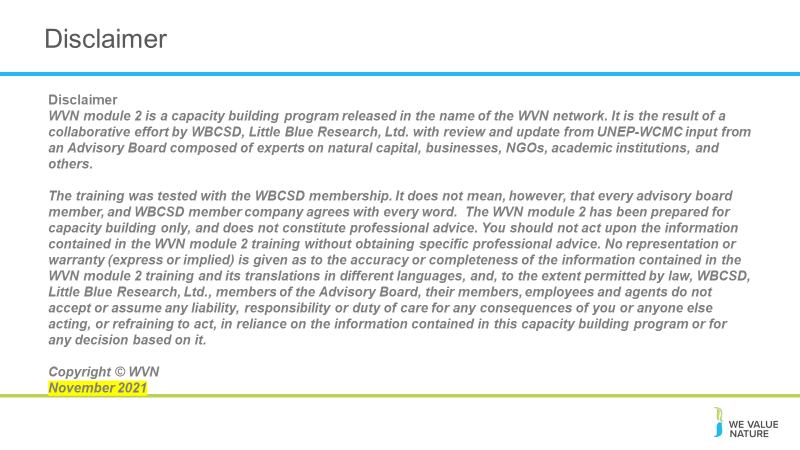 Disclaimer
Disclaimer
WVN module 2 is a capacity building program released in the name of the WVN network. It is the result of a
collaborative effort by WBCSD, Little Blue Research, Ltd. with review and update from UNEP-WCMC input from
an Advisory Board composed of experts on natural capital, businesses, NGOs, academic institutions, and
others.
The training was tested with the WBCSD membership. It does not mean, however, that every advisory board
member, and WBCSD member company agrees with every word. The WVN module 2 has been prepared for
capacity building only, and does not constitute professional advice. You should not act upon the information
contained in the WVN module 2 training without obtaining specific professional advice. No representation or
warranty (express or implied) is given as to the accuracy or completeness of the information contained in the
WVN module 2 training and its translations in different languages, and, to the extent permitted by law, WBCSD,
Little Blue Research, Ltd., members of the Advisory Board, their members, employees and agents do not
accept or assume any liability, responsibility or duty of care for any consequences of you or anyone else
acting, or refraining to act, in reliance on the information contained in this capacity building program or for
any decision based on it.
Copyright © WVN
November 2021
WE VALUE
NATURE